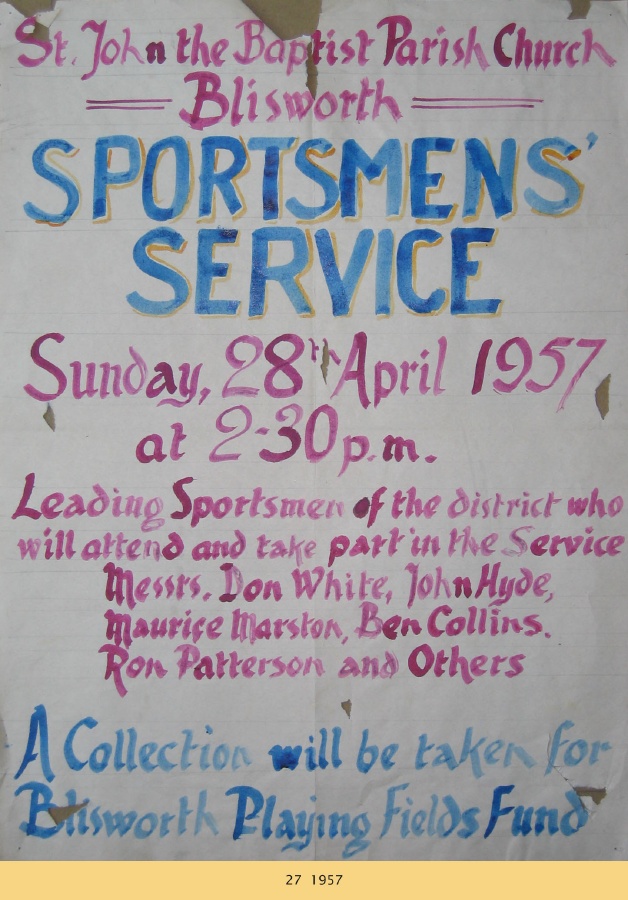 St. John the Baptist Parish Church
Blisworth
SPORTSMENS'
SERVICE
Sunday, 28th April 1957
at 2-30 p.m.
Leading Sportsmen of the district who
will attend and take part in the Service
Messrs. Don White, John Hyde,
Maurice Marston, Ben Collins.
Ron Patterson and Others
A Collection will be taken for
Blisworth Playing Fields Fund
27 1957